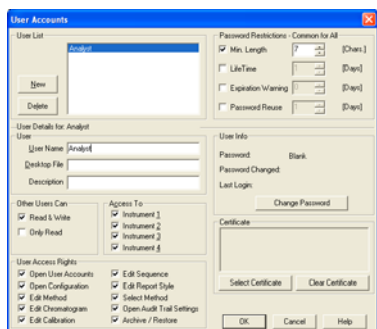 User Accounts
User List
Analyst
New
Delete
Password Restrictions - Common for All
Min. Length 7 [Chars.]
LifeTime 1 [Days]
Expiration Warning 0 [Days]
Password Reuse 1 [Days]
User Details for: Analyst
User
User Name Analyst
Desktop File
Description
User Info
Password: Blank.
Password Changed:
Last Login:
Change Password
Other Users Can
Read & Write
Only Read
Access To
Instrument 1
Instrument 2
Instrument 3
Instrument 4
Certificate
Select Certificate
Clear Certificate
User Access Rights
Open User Accounts
Open Configuration
Edit Method
Edit Chromatogram
Edit Calibration
Edit Sequence
Edit Report Style
Select Method
Open Audit Trail Settings
Archive / Restore
OK
Cancel
Help